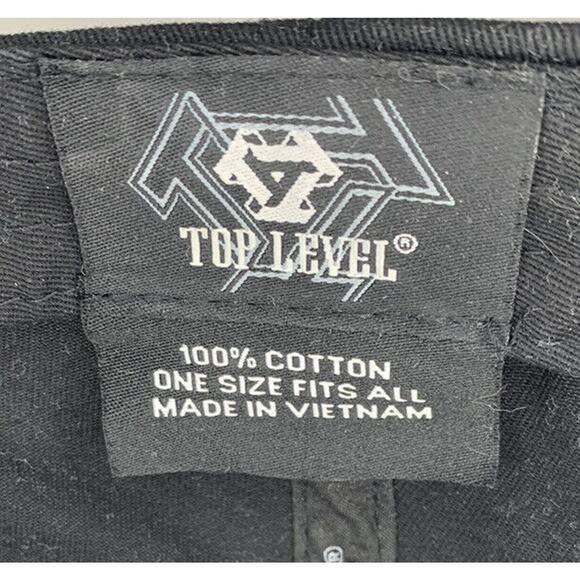 TOP LEVEL®
100% COTTON
ONE SIZE FITS ALL
MADE IN VIETNAM
®